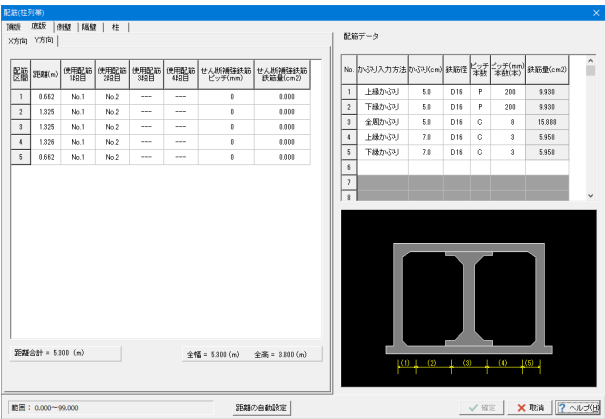 配筋(柱列帯)
頂版 底版 側壁 隔壁 柱
X方向 Y方向
配筋区間 距離(m) 使用配筋1段目 使用配筋2段目 使用配筋3段目 使用配筋4段目 せん断補強鉄筋ピッチ(mm) せん断補強鉄筋鉄筋量(cm2)
1 0.662 No.1 No.2 --- --- 0 0.000
2 1.325 No.1 No.2 --- --- 0 0.000
3 1.325 No.1 No.2 --- --- 0 0.000
4 1.326 No.1 No.2 --- --- 0 0.000
5 0.662 No.1 No.2 --- --- 0 0.000
距離合計 = 5.300 (m)
全幅 = 5.300 (m) 全高 = 3.800 (m)
配筋データ
No. かぶり入力方法 かぶり(cm) 鉄筋径 ピッチ本数 ピッチ(mm)本数(本) 鉄筋量(cm2)
1 上縁かぶり 5.0 D16 P 200 9.930
2 下縁かぶり 5.0 D16 P 200 9.930
3 全周かぶり 5.0 D16 C 8 15.888
4 上縁かぶり 7.0 D16 C 3 5.958
5 下縁かぶり 7.0 D16 C 3 5.958
6
7
8
(1) (2) (3) (4) (5)
範囲: 0.000~99.000
距離の自動設定
確定 取消 ? ヘルプ(H)